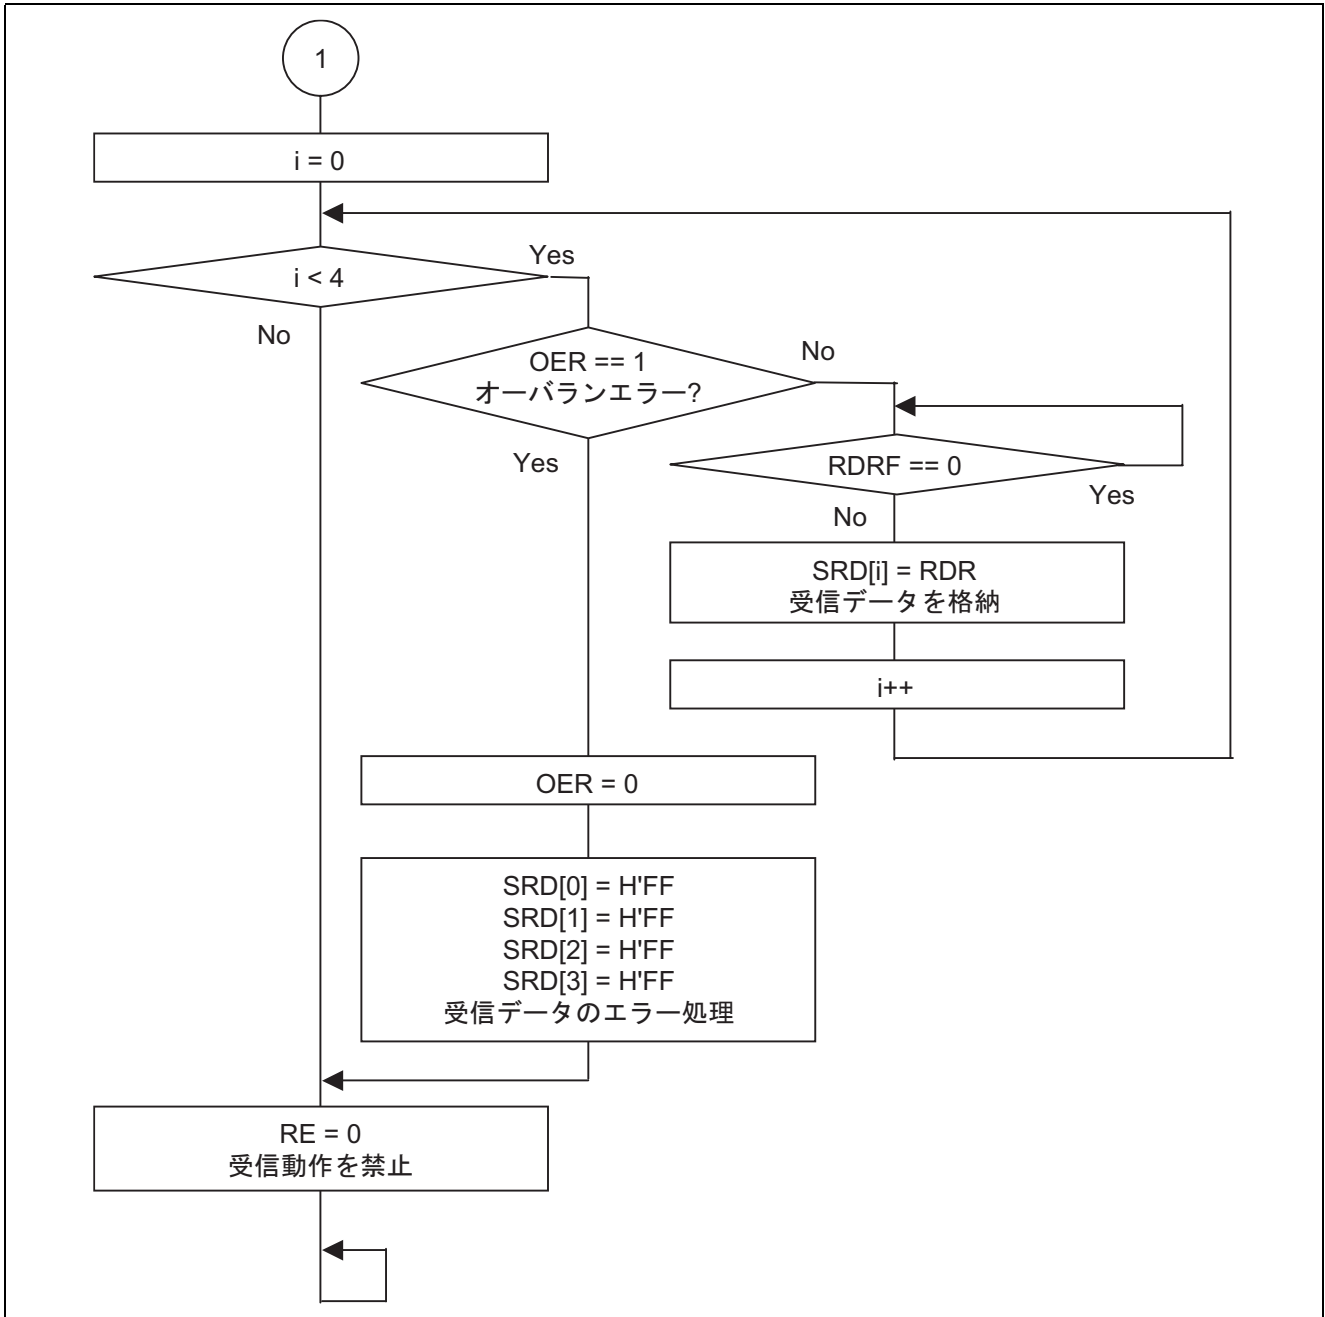 1
i = 0
i < 4
Yes
No
OER == 1
オーバランエラー?
No
Yes
RDRF == 0
Yes
No
SRD[i] = RDR
受信データを格納
i++
OER = 0
SRD[0] = H'FF
SRD[1] = H'FF
SRD[2] = H'FF
SRD[3] = H'FF
受信データのエラー処理
RE = 0
受信動作を禁止